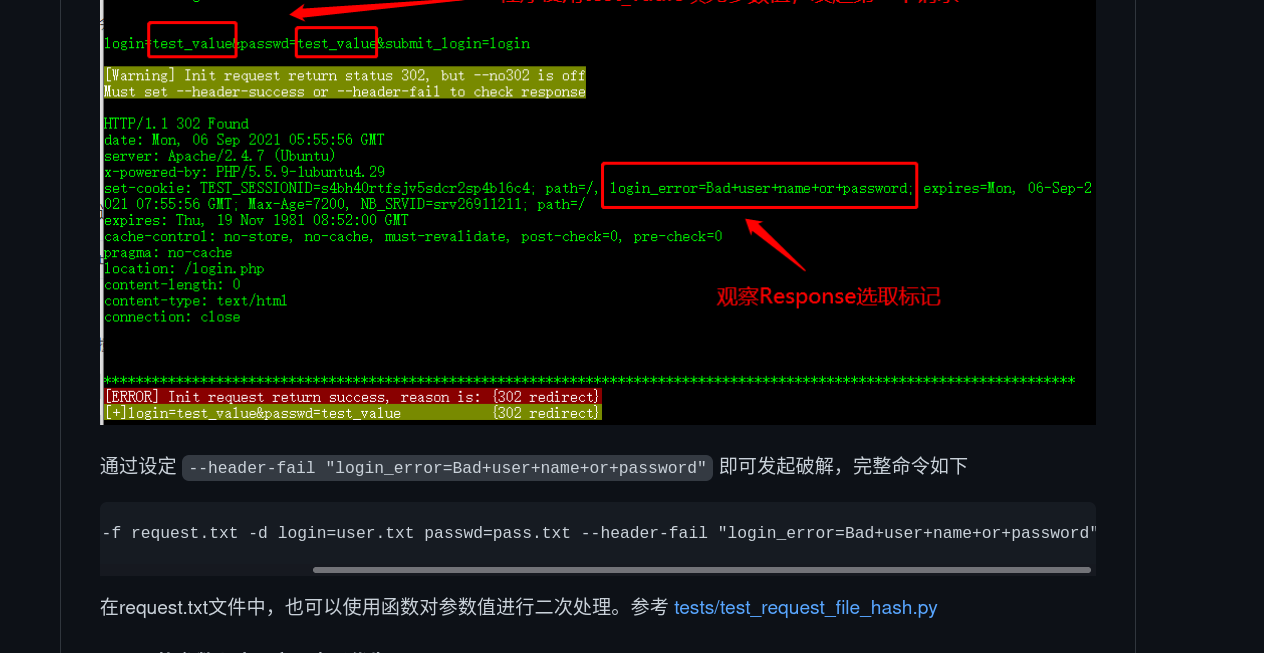 login=test_value&passwd=test_value&submit_login=login
[Warning] Init request return status 302, but --no302 is off
Must set --header-success or --header-fail to check response
HTTP/1.1 302 Found
date: Mon, 06 Sep 2021 05:55:56 GMT
server: Apache/2.4.7 (Ubuntu)
x-powered-by: PHP/5.5.9-1ubuntu4.29
set-cookie: TEST_SESSIONID=s4bh40rtfsjv5sdcr2sp4bl6c4; path=/, login_error=Bad+user+name+or+password; expires=Mon, 06-Sep-2
021 07:55:56 GMT; Max-Age=7200, NB_SRVID=srv26911211; path=/
expires: Thu, 19 Nov 1981 08:52:00 GMT
cache-control: no-store, no-cache, must-revalidate, post-check=0, pre-check=0
pragma: no-cache
location: /login.php
content-length: 0
content-type: text/html
connection: close
观察Response选取标记
[ERROR] Init request return success, reason is: {302 redirect}
[+]login=test_value&passwd=test_value {302 redirect}
通过设定 --header-fail "login_error=Bad+user+name+or+password" 即可发起破解，完整命令如下
-f request.txt -d login=user.txt passwd=pass.txt --header-fail "login_error=Bad+user+name+or+password"
在request.txt文件中，也可以使用函数对参数值进行二次处理。参考 tests/test_request_file_hash.py